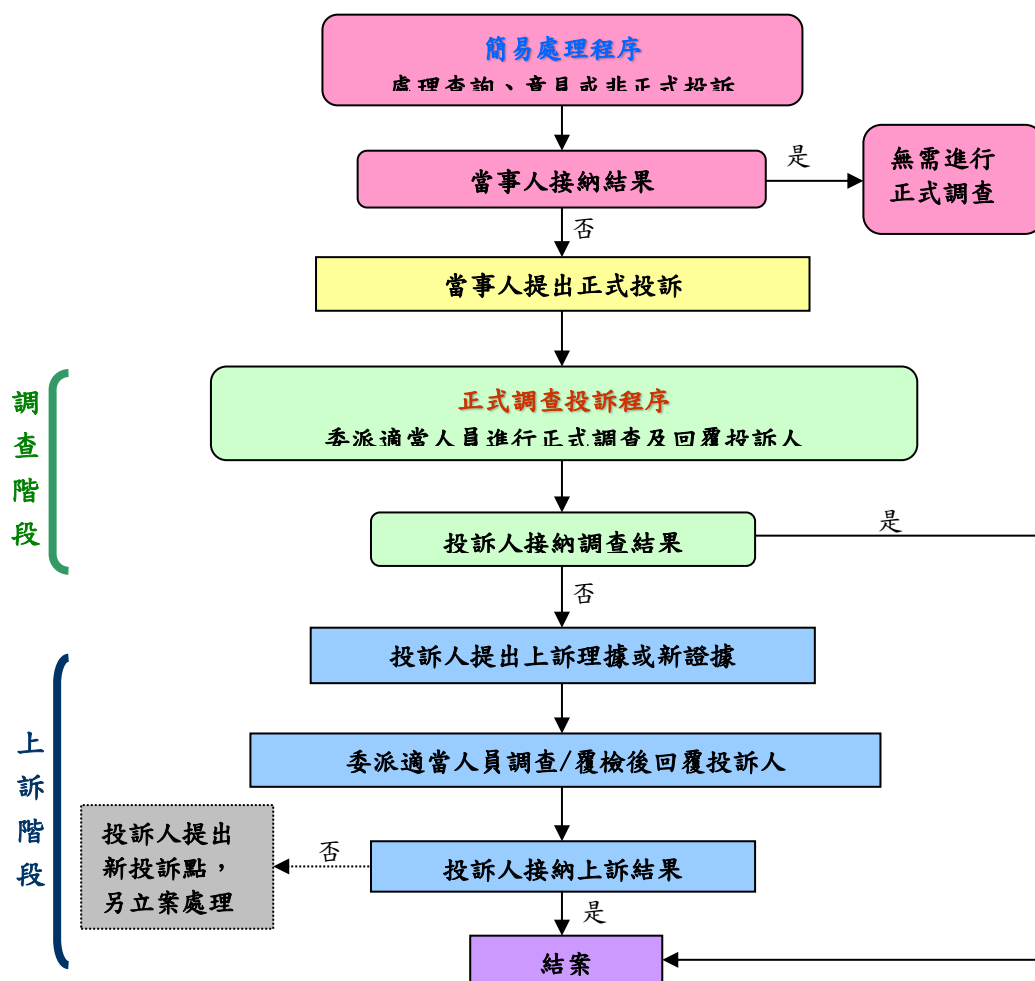 簡易處理程序
處理查詢、意見或非正式投訴
當事人接納結果
是
無需進行
正式調查
否
當事人提出正式投訴
調
查
階
段
正式調查投訴程序
委派適當人員進行正式調查及回覆投訴人
投訴人接納調查結果
是
否
上
訴
階
段
投訴人提出上訴理據或新證據
委派適當人員調查/覆檢後回覆投訴人
投訴人提出
新投訴點，
另立案處理
否
投訴人接納上訴結果
是
結案